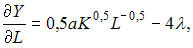 ∂Y/∂L = 0,5aK^{0,5}L^{-0,5} − 4λ,